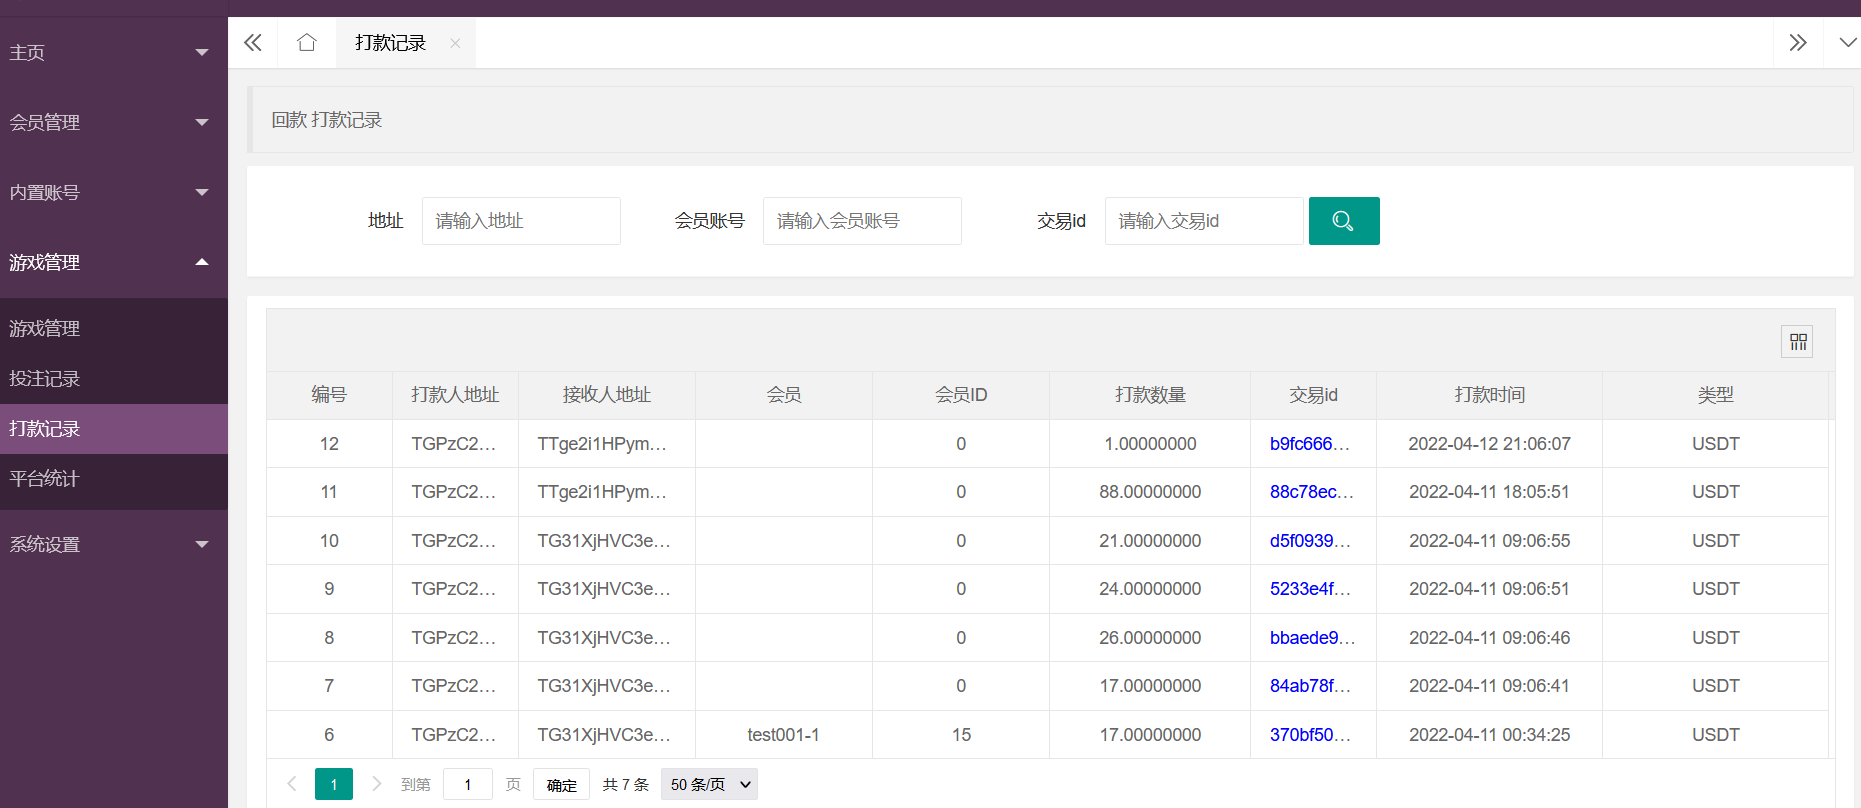 主页
会员管理
内置账号
游戏管理
游戏管理
投注记录
打款记录
平台统计
系统设置
打款记录
回款 打款记录
地址 请输入地址 会员账号 请输入会员账号 交易id 请输入交易id
编号 打款人地址 接收人地址 会员 会员ID 打款数量 交易id 打款时间 类型
12 TGPzC2... TTge2i1HPym... 0 1.00000000 b9fc666... 2022-04-12 21:06:07 USDT
11 TGPzC2... TTge2i1HPym... 0 88.00000000 88c78ec... 2022-04-11 18:05:51 USDT
10 TGPzC2... TG31XjHVC3e... 0 21.00000000 d5f0939... 2022-04-11 09:06:55 USDT
9 TGPzC2... TG31XjHVC3e... 0 24.00000000 5233e4f... 2022-04-11 09:06:51 USDT
8 TGPzC2... TG31XjHVC3e... 0 26.00000000 bbaede9... 2022-04-11 09:06:46 USDT
7 TGPzC2... TG31XjHVC3e... 0 17.00000000 84ab78f... 2022-04-11 09:06:41 USDT
6 TGPzC2... TG31XjHVC3e... test001-1 15 17.00000000 370bf50... 2022-04-11 00:34:25 USDT
1 到第 1 页 确定 共 7 条 50 条/页